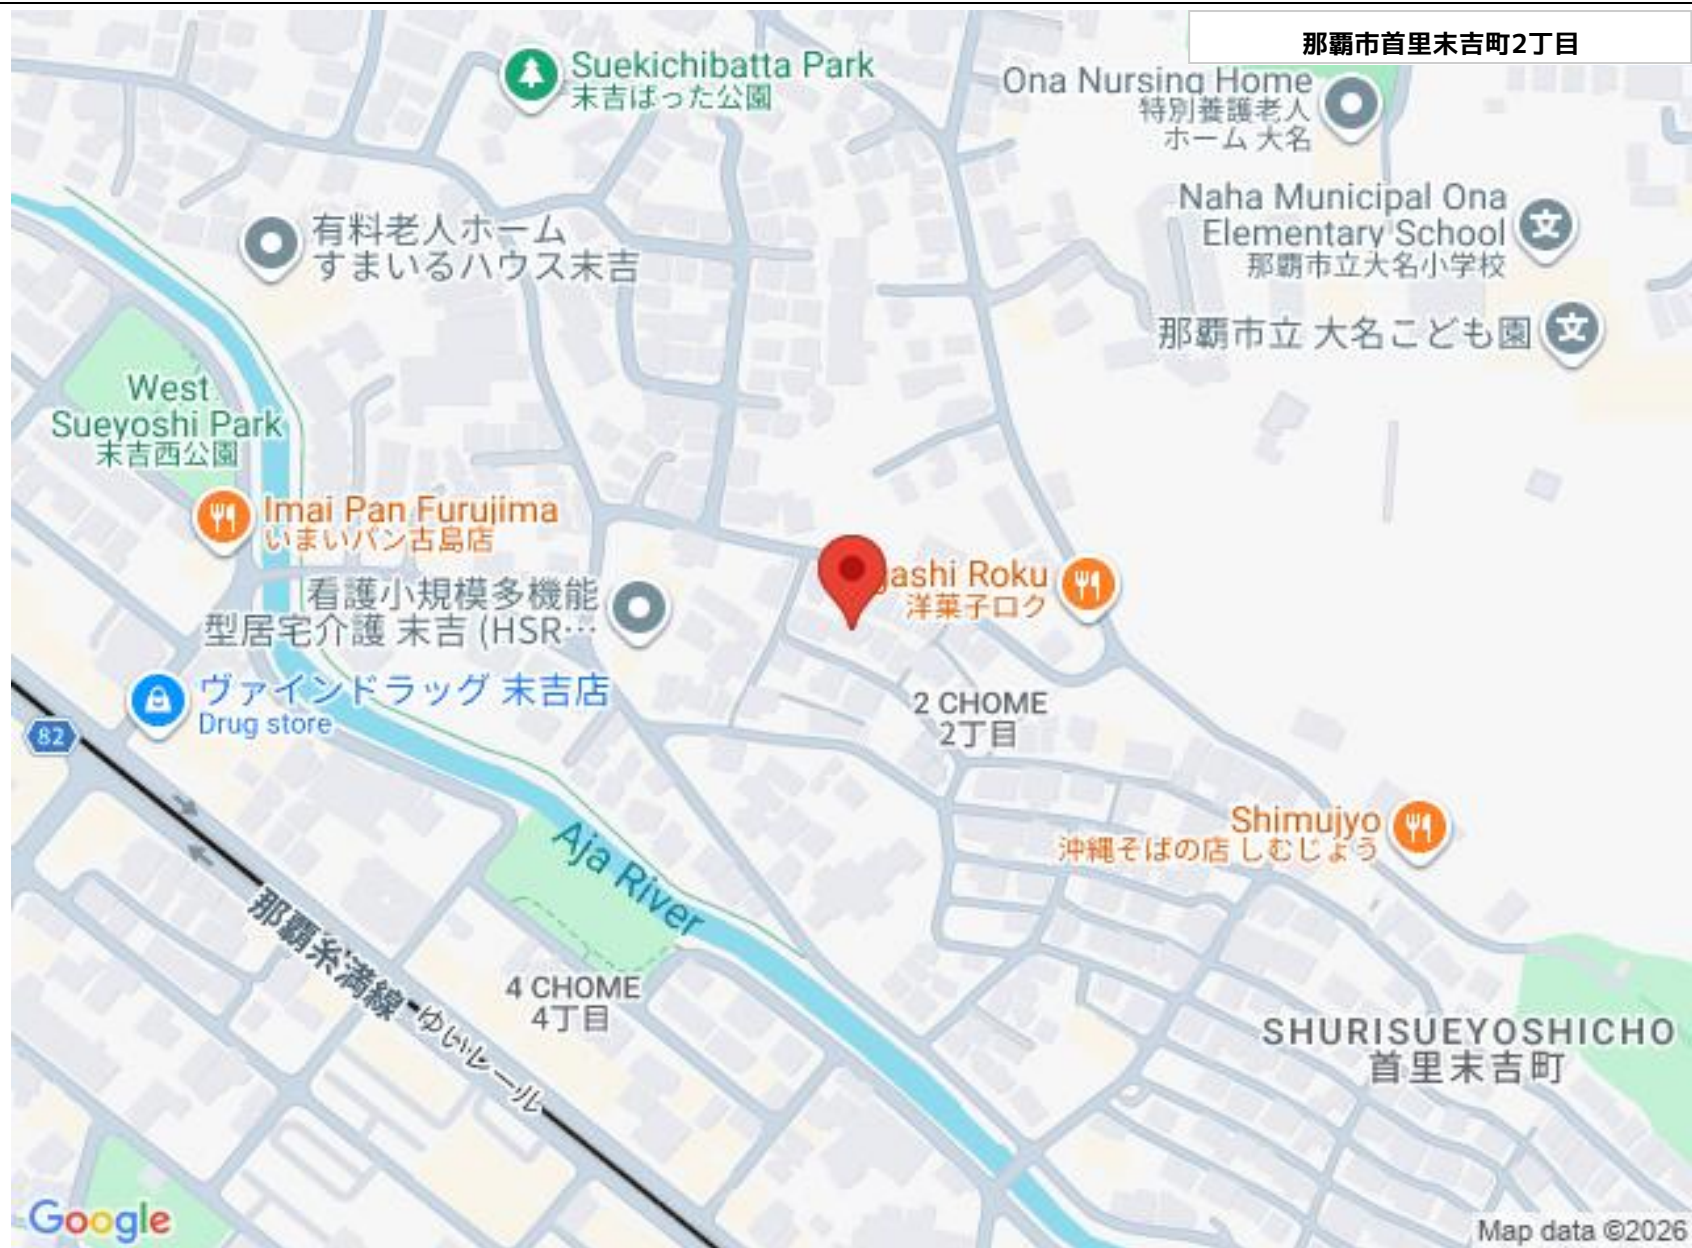 那覇市首里末吉町2丁目
Suekichibatta Park
末吉ばった公園
Ona Nursing Home
特別養護老人
ホーム 大名
Naha Municipal Ona
Elementary School
那覇市立大名小学校
有料老人ホーム
すまいるハウス末吉
那覇市立 大名こども園
West
Sueyoshi Park
末吉西公園
Imai Pan Furujima
いまいパン古島店
gashi Roku
洋菓子ロク
看護小規模多機能
型居宅介護 末吉 (HSR…
ヴァインドラッグ 末吉店
Drug store
82
2 CHOME
2丁目
Shimujyo
沖縄そばの店 しむじょう
Aja River
那覇糸満線
ゆいレール
4 CHOME
4丁目
SHURISUEYOSHICHO
首里末吉町
Google
Map data ©2026